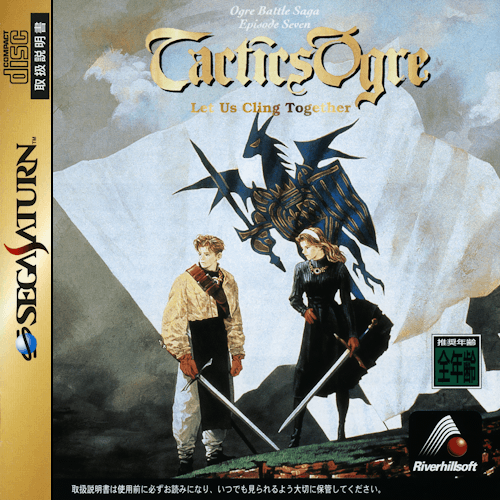 Ogre Battle Saga
Episode Seven
Tactics Ogre
Let Us Cling Together
COMPACT
disc
取扱説明書
SEGA SATURN™
推奨年齢
全年齢
Riverhillsoft
取扱説明書は使用前に必ずお読みになり、いつでも見られるよう大切に保管してください。